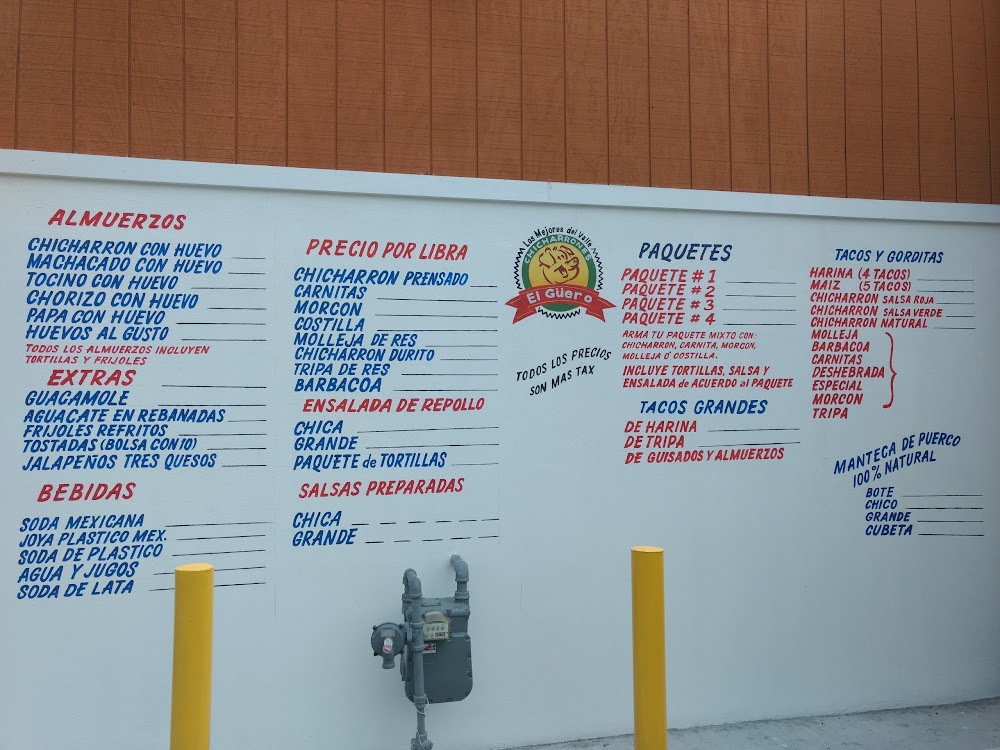 ALMUERZOS
CHICHARRON CON HUEVO
MACHACADO CON HUEVO
TOCINO CON HUEVO
CHORIZO CON HUEVO
PAPA CON HUEVO
HUEVOS AL GUSTO
TODOS LOS ALMUERZOS INCLUYEN
TORTILLAS Y FRIJOLES
EXTRAS
GUACAMOLE
AGUACATE EN REBANADAS
FRIJOLES REFRITOS
TOSTADAS (BOLSA CON 10)
JALAPEÑOS TRES QUESOS
BEBIDAS
SODA MEXICANA
JOYA PLASTICO MEX.
SODA DE PLASTICO
AGUA Y JUGOS
SODA DE LATA
PRECIO POR LIBRA
CHICHARRON PRENSADO
CARNITAS
MORCON
COSTILLA
MOLLEJA DE RES
CHICHARRON DURITO
TRIPA DE RES
BARBACOA
ENSALADA DE REPOLLO
CHICA
GRANDE
PAQUETE de TORTILLAS
SALSAS PREPARADAS
CHICA
GRANDE
Los Mejores del Valle
CHICHARRONES
El Güero
TODOS LOS PRECIOS
SON MAS TAX
PAQUETES
PAQUETE # 1
PAQUETE # 2
PAQUETE # 3
PAQUETE # 4
ARMA TU PAQUETE MIXTO CON:
CHICHARRON, CARNITA, MORCON,
MOLLEJA Ó COSTILLA.
INCLUYE TORTILLAS, SALSA Y
ENSALADA de ACUERDO al PAQUETE
TACOS GRANDES
DE HARINA
DE TRIPA
DE GUISADOS Y ALMUERZOS
TACOS Y GORDITAS
HARINA (4 TACOS)
MAIZ (5 TACOS)
CHICHARRON SALSA ROJA
CHICHARRON SALSA VERDE
CHICHARRON NATURAL
MOLLEJA
BARBACOA
CARNITAS
DESHEBRADA
ESPECIAL
MORCON
TRIPA
MANTECA DE PUERCO
100% NATURAL
BOTE
CHICO
GRANDE
CUBETA